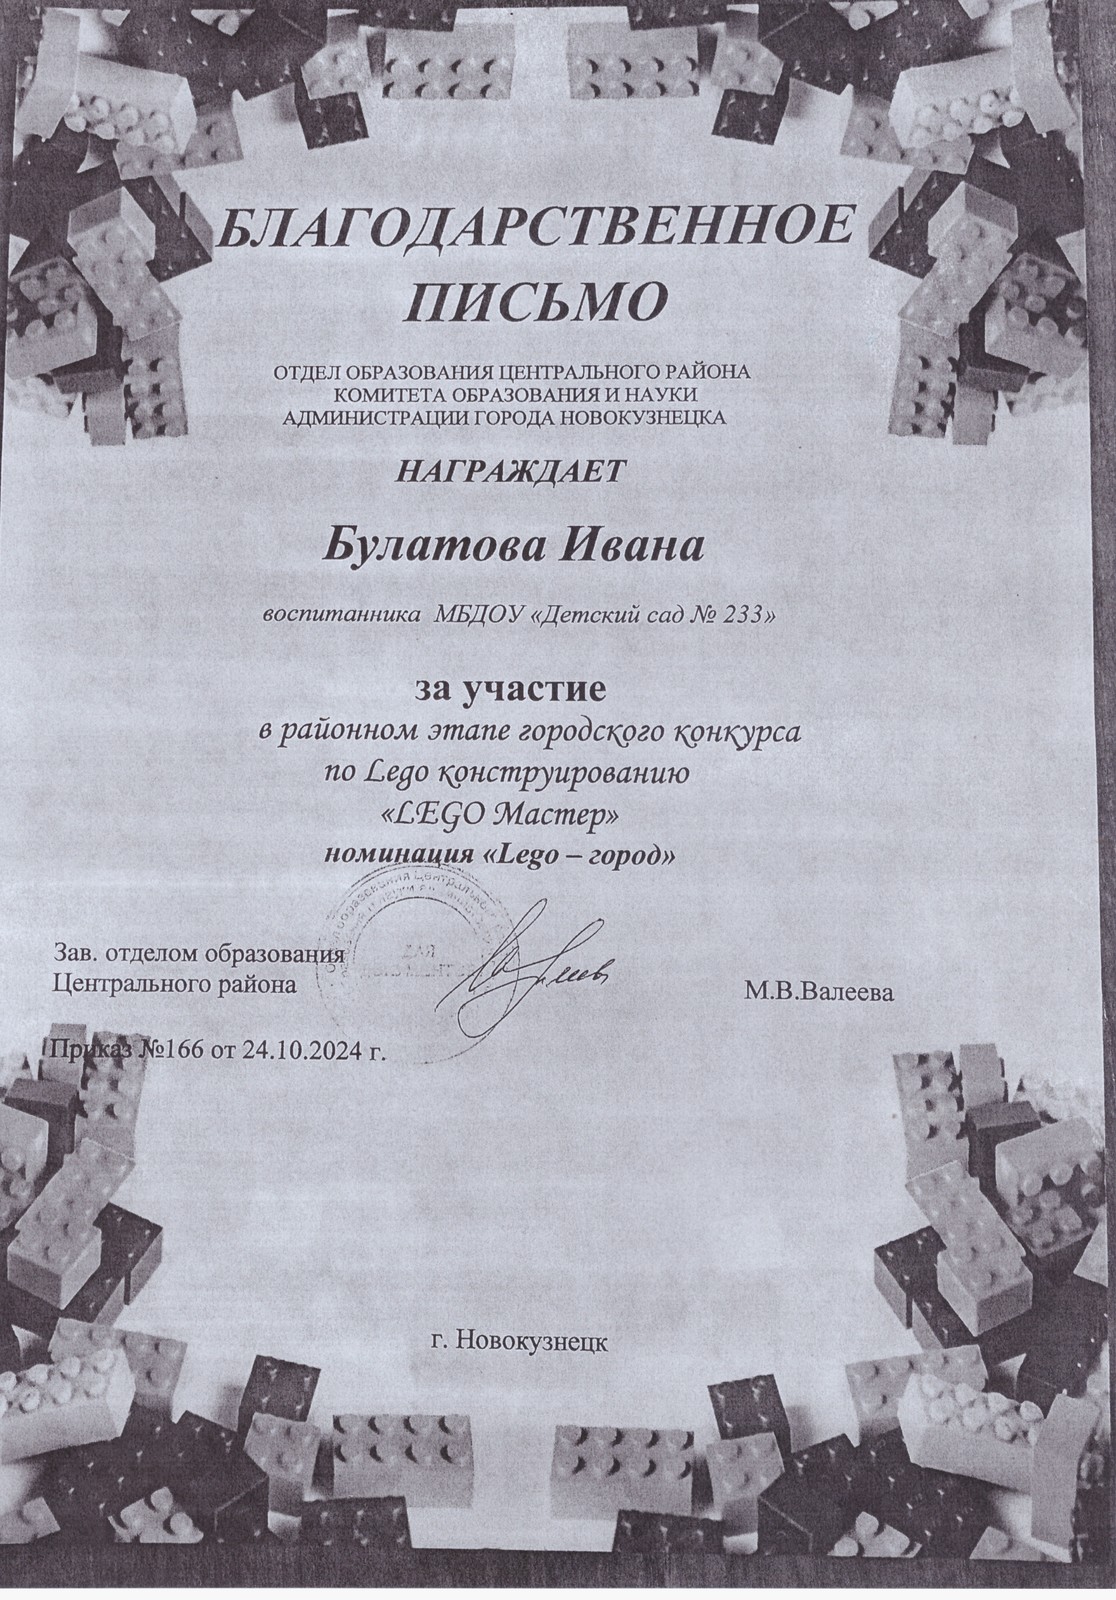 БЛАГОДАРСТВЕННОЕ
ПИСЬМО
ОТДЕЛ ОБРАЗОВАНИЯ ЦЕНТРАЛЬНОГО РАЙОНА
КОМИТЕТА ОБРАЗОВАНИЯ И НАУКИ
АДМИНИСТРАЦИИ ГОРОДА НОВОКУЗНЕЦКА
НАГРАЖДАЕТ
Булатова Ивана
воспитанника МБДОУ «Детский сад № 233»
за участие
в районном этапе городского конкурса
по Lego конструированию
«LEGO Мастер»
номинация «Lego – город»
Зав. отделом образования
Центрального района
М.В.Валеева
Приказ №166 от 24.10.2024 г.
г. Новокузнецк